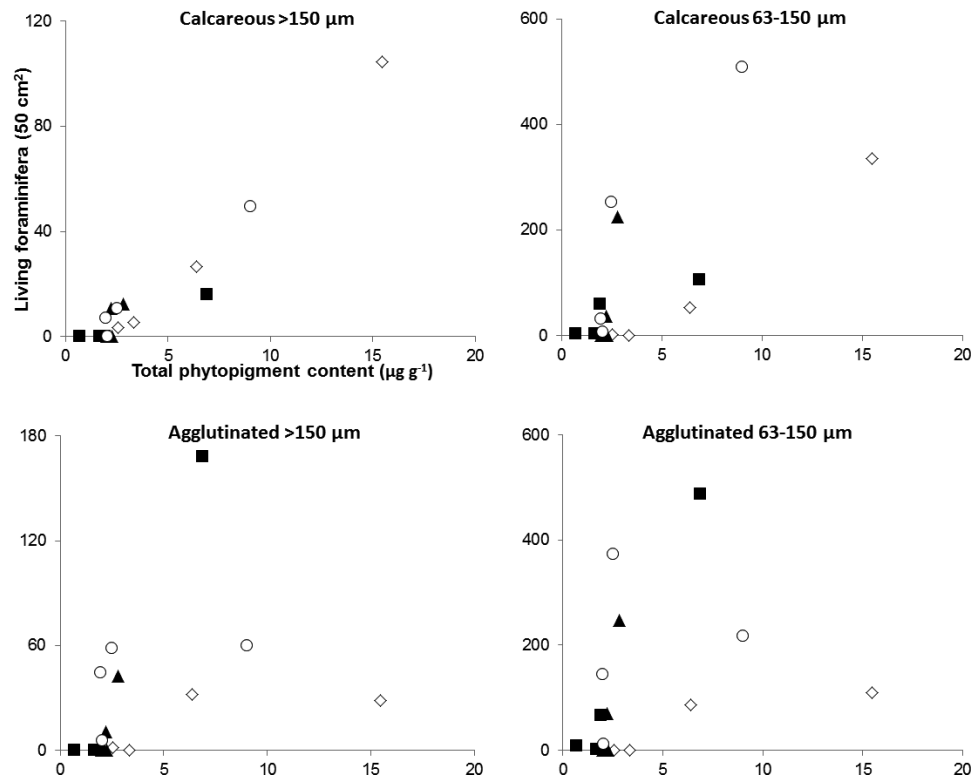 Calcareous >150 µm
Calcareous 63-150 µm
120
80
40
0
Living foraminifera (50 cm²)
0 5 10 15 20
Total phytopigment content (µg g⁻¹)
600
400
200
0
0 5 10 15 20
Agglutinated >150 µm
Agglutinated 63-150 µm
180
120
60
0
0 5 10 15 20
600
400
200
0
0 5 10 15 20